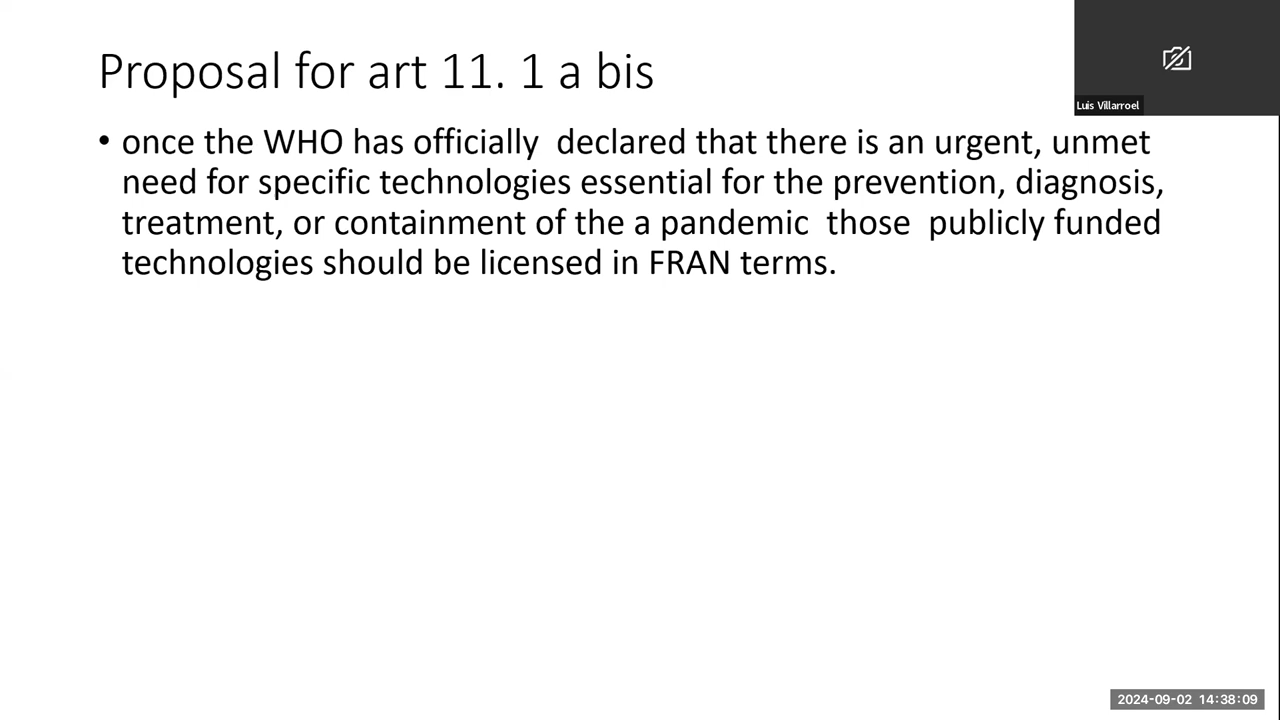 Proposal for art 11. 1 a bis
Luis Villarroel
• once the WHO has officially  declared that there is an urgent, unmet
need for specific technologies essential for the prevention, diagnosis,
treatment, or containment of the a pandemic  those  publicly funded
technologies should be licensed in FRAN terms.
2024-09-02 14:38:09